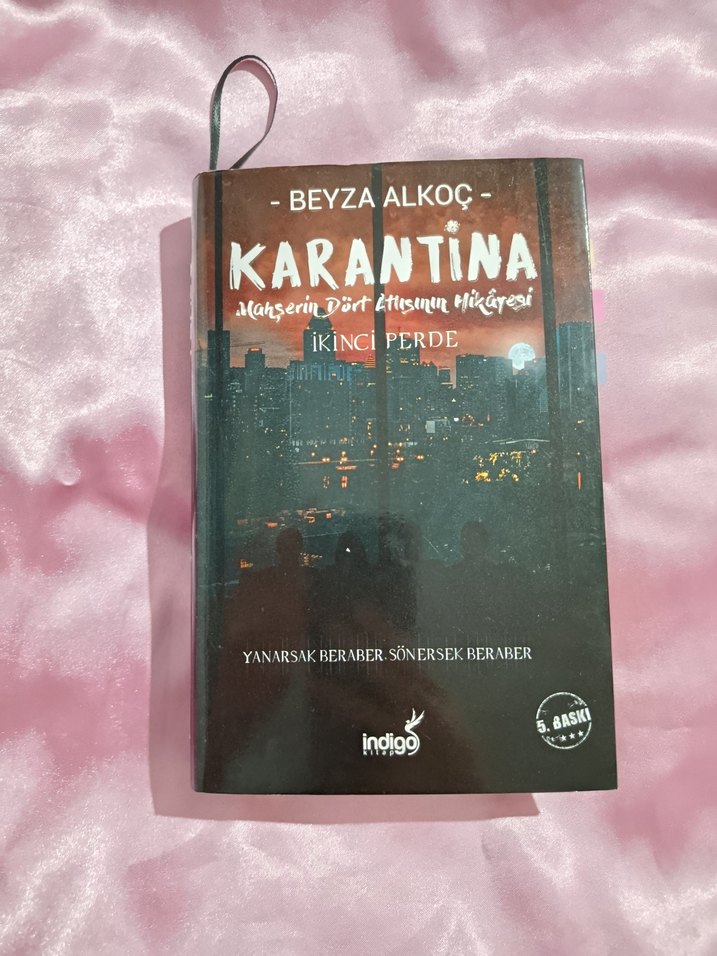 - BEYZA ALKOÇ -
KARANTİNA
Mahşerin Dört Atlısının Hikâyesi
İKİNCİ PERDE
YANARSAK BERABER, SÖNERSEK BERABER
5. BASKI
indigo
kitap